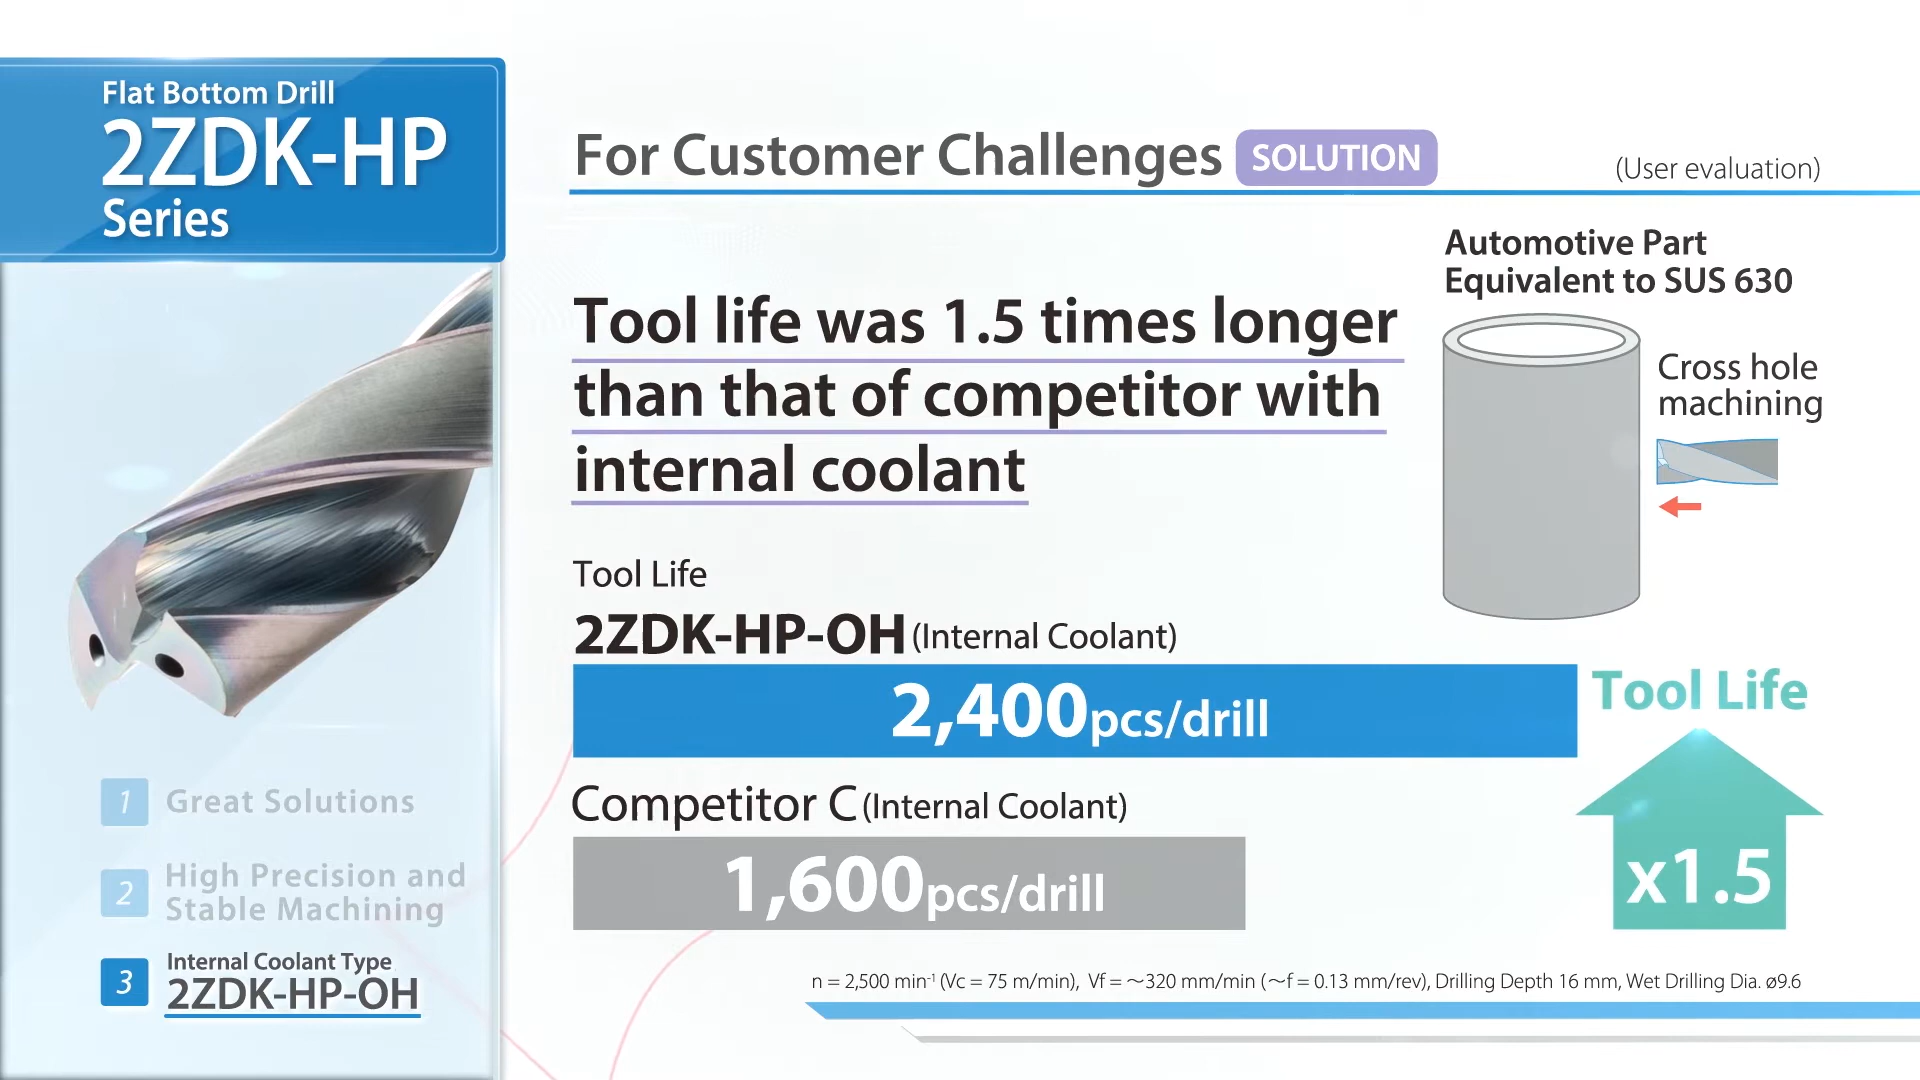 Flat Bottom Drill
2ZDK-HP
Series
For Customer Challenges SOLUTION
(User evaluation)
Tool life was 1.5 times longer
than that of competitor with
internal coolant
Automotive Part
Equivalent to SUS 630
Cross hole
machining
Tool Life
2ZDK-HP-OH (Internal Coolant)
2,400pcs/drill
Competitor C (Internal Coolant)
1,600pcs/drill
Tool Life
x1.5
1 Great Solutions
2 High Precision and
Stable Machining
3 Internal Coolant Type
2ZDK-HP-OH
n = 2,500 min⁻¹ (Vc = 75 m/min), Vf = ～320 mm/min (～f = 0.13 mm/rev), Drilling Depth 16 mm, Wet Drilling Dia. ø9.6